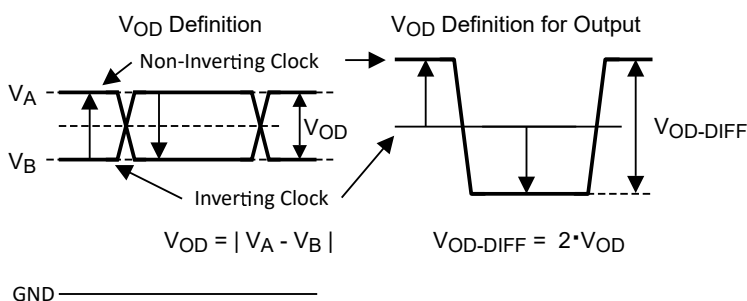 VOD Definition
VOD Definition for Output
Non-Inverting Clock
VA
VOD
VOD-DIFF
VB
Inverting Clock
VOD = | VA - VB |
VOD-DIFF = 2·VOD
GND